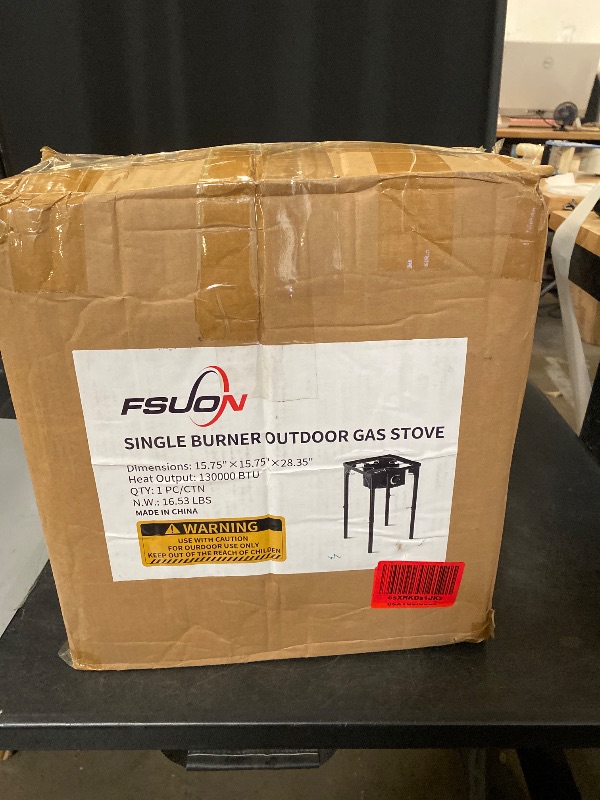 FSUON
SINGLE BURNER OUTDOOR GAS STOVE
Dimensions: 15.75"×15.75"×28.35"
Heat Output: 130000 BTU
QTY: 1 PC/CTN
N.W.: 16.53 LBS
MADE IN CHINA
WARNING
USE WITH CAUTION
FOR OURDOOR USE ONLY
KEEP OUT OF THE REACH OF CHILDEN